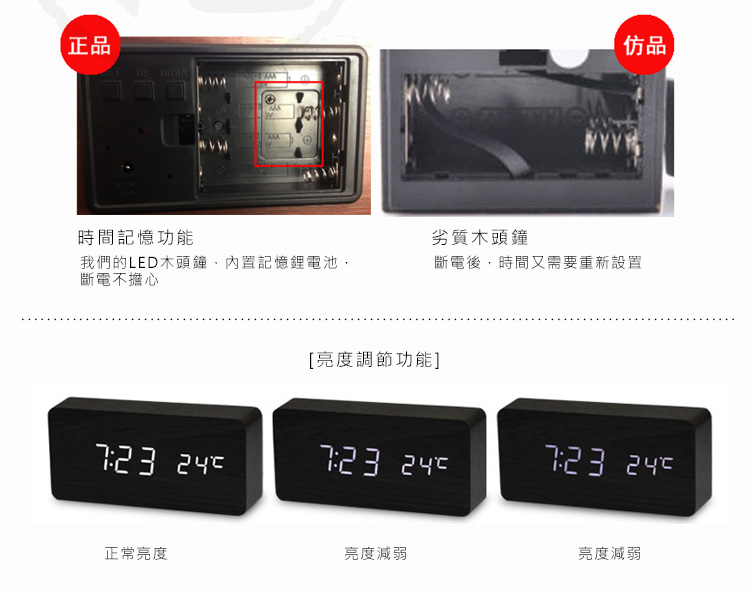 正品
仿品
時間記憶功能
我們的LED木頭鐘，內置記憶鋰電池，
斷電不擔心
劣質木頭鐘
斷電後，時間又需要重新設置
[亮度調節功能]
7:23 24℃
7:23 24℃
7:23 24℃
正常亮度
亮度減弱
亮度減弱